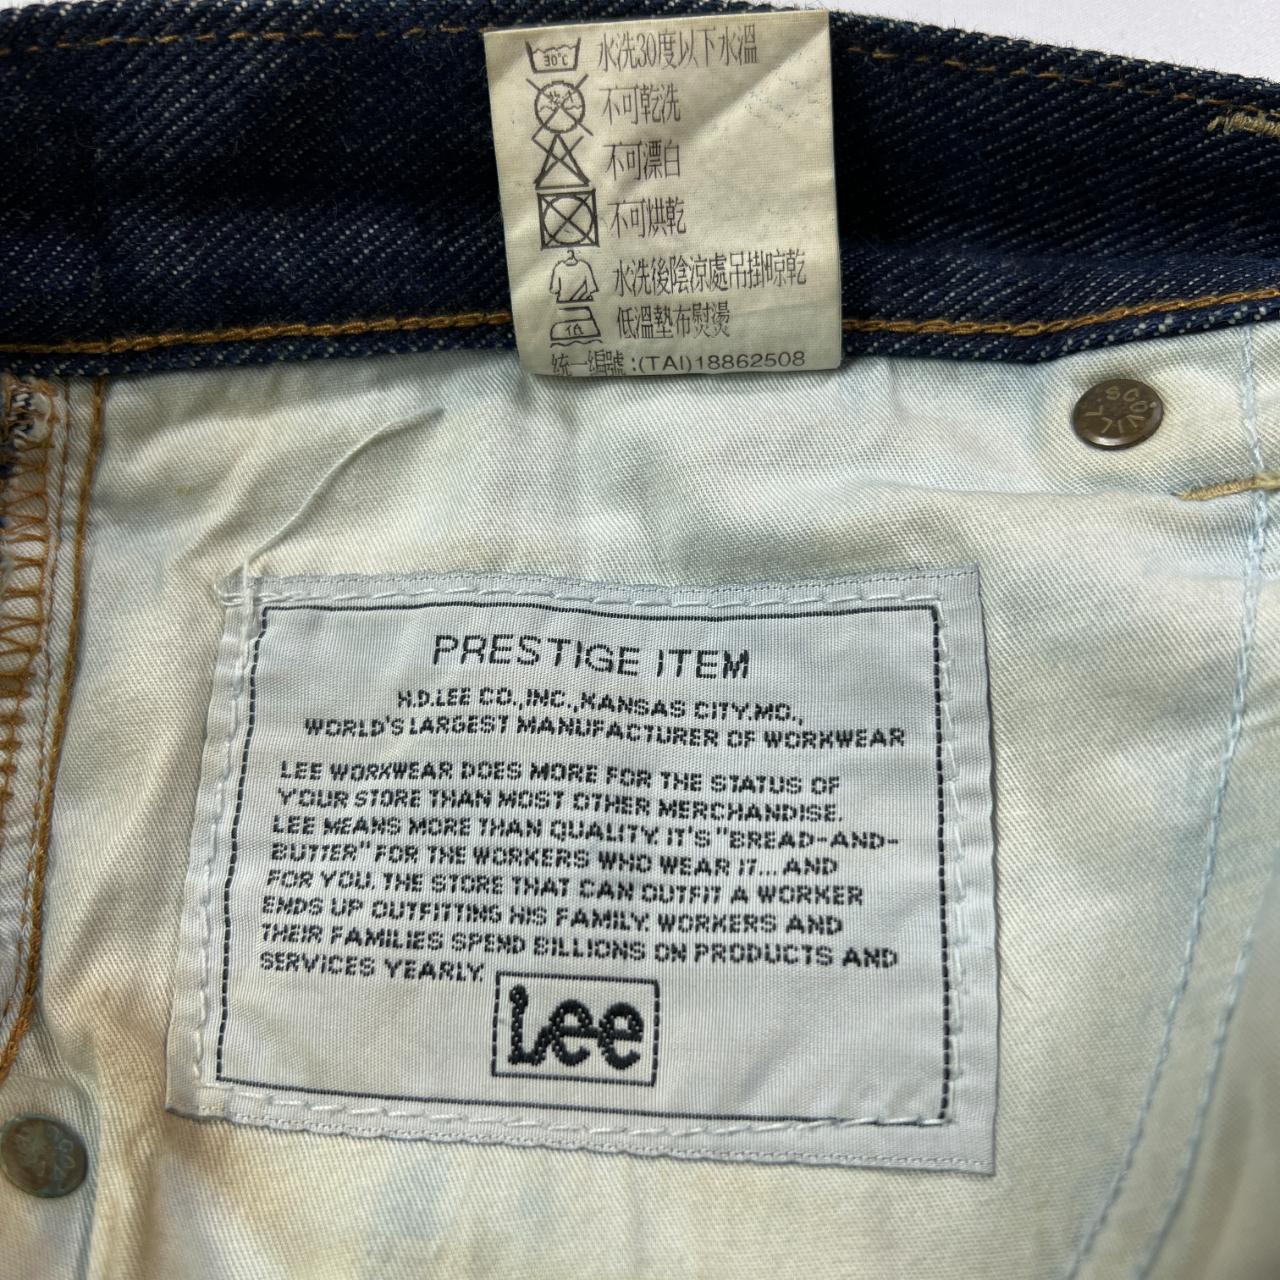 30°C 水洗30度以下水溫
不可乾洗
不可漂白
不可烘乾
水洗後陰涼處吊掛晾乾
低溫墊布熨燙
統一編號:(TAI)18862508
PRESTIGE ITEM
H.D.LEE CO.,INC.,KANSAS CITY.MO.,
WORLD'S LARGEST MANUFACTURER OF WORKWEAR
LEE WORKWEAR DOES MORE FOR THE STATUS OF
YOUR STORE THAN MOST OTHER MERCHANDISE.
LEE MEANS MORE THAN QUALITY. IT'S "BREAD-AND-
BUTTER" FOR THE WORKERS WHO WEAR IT....AND
FOR YOU. THE STORE THAT CAN OUTFIT A WORKER
ENDS UP OUTFITTING HIS FAMILY. WORKERS AND
THEIR FAMILIES SPEND BILLIONS ON PRODUCTS AND
SERVICES YEARLY.
Lee